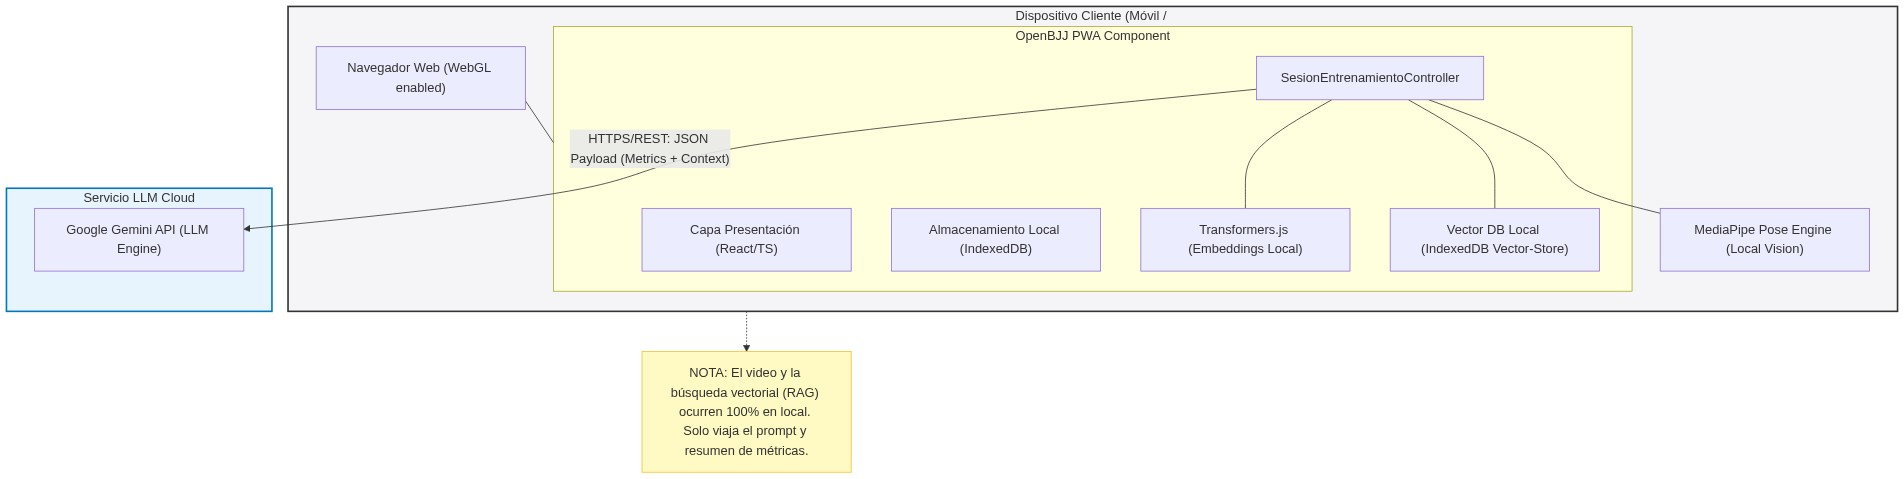 Dispositivo Cliente (Móvil /
OpenBJJ PWA Component
Navegador Web (WebGL
enabled)
SesionEntrenamientoController
HTTPS/REST: JSON
Payload (Metrics + Context)
Servicio LLM Cloud
Google Gemini API (LLM
Engine)
Capa Presentación
(React/TS)
Almacenamiento Local
(IndexedDB)
Transformers.js
(Embeddings Local)
Vector DB Local
(IndexedDB Vector-Store)
MediaPipe Pose Engine
(Local Vision)
NOTA: El video y la
búsqueda vectorial (RAG)
ocurren 100% en local.
Solo viaja el prompt y
resumen de métricas.